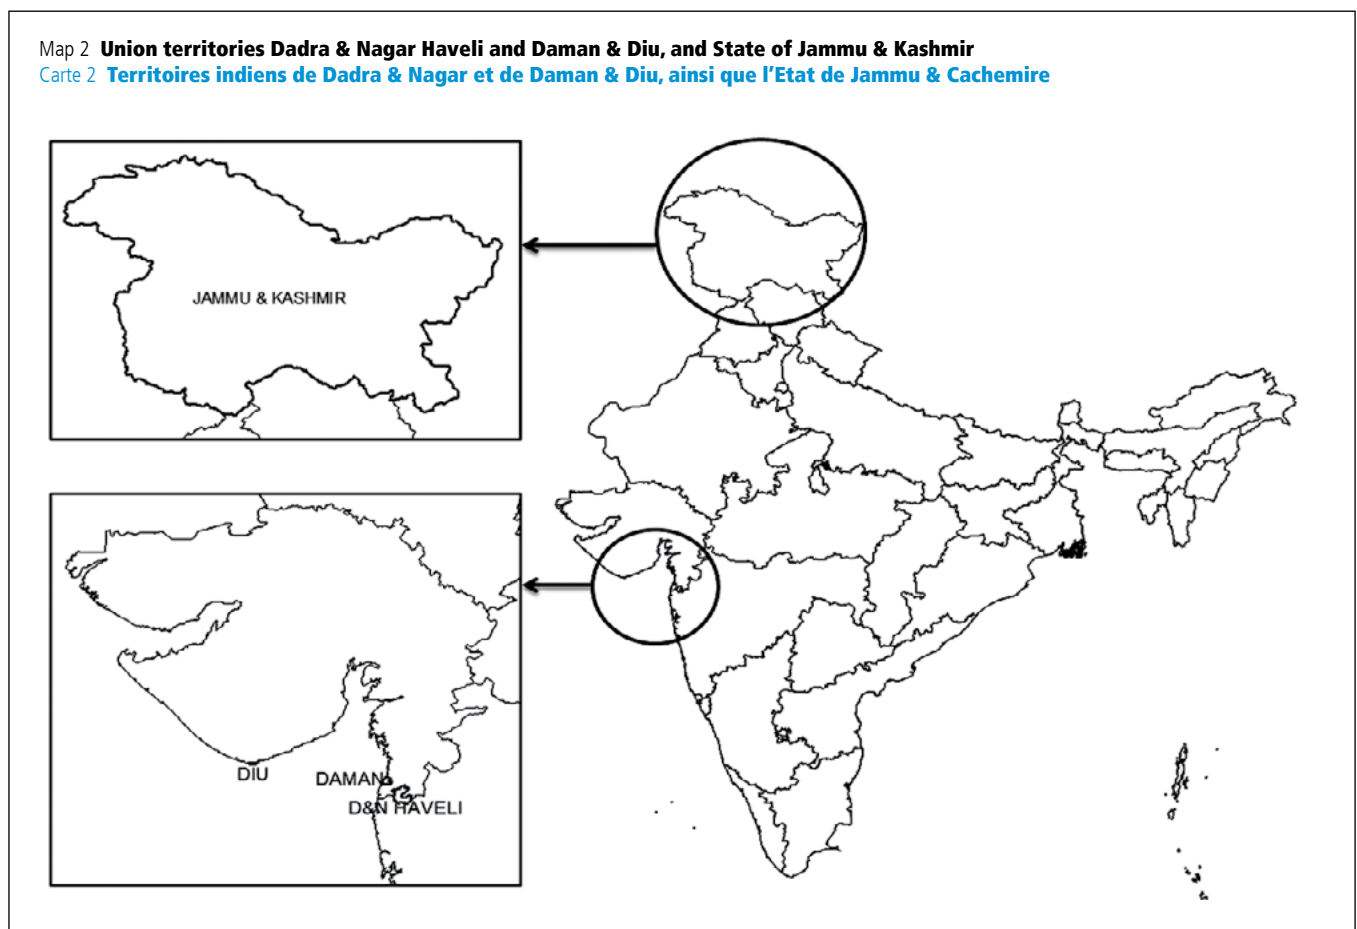 Map 2 Union territories Dadra & Nagar Haveli and Daman & Diu, and State of Jammu & Kashmir
Carte 2 Territoires indiens de Dadra & Nagar et de Daman & Diu, ainsi que l’Etat de Jammu & Cachemire
JAMMU & KASHMIR
DIU
DAMAN
D&N HAVELI